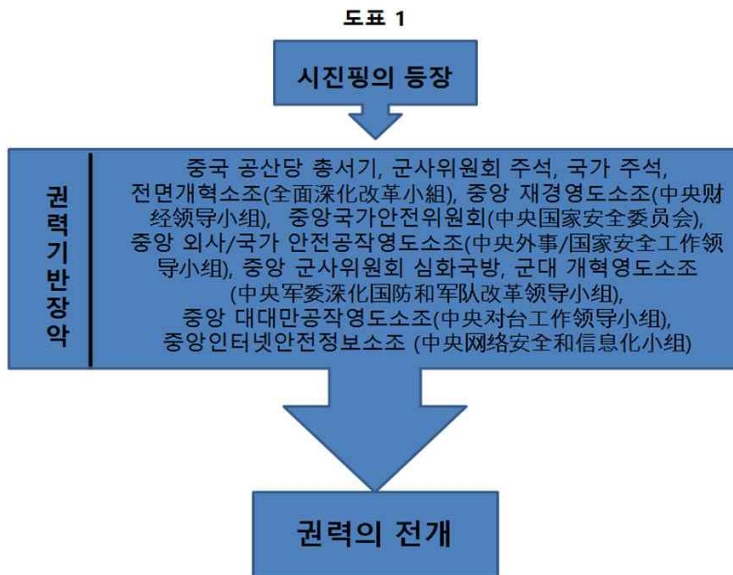 도표 1
시진핑의 등장
권력기반장악
중국 공산당 총서기, 군사위원회 주석, 국가 주석,
전면개혁소조(全面深化改革小組), 중앙 재경영도소조(中央财
经领导小组), 중앙국가안전위원회(中央国家安全委员会),
중앙 외사/국가 안전공작영도소조(中央外事/国家安全工作领
导小组), 중앙 군사위원회 심화국방, 군대 개혁영도소조
(中央军委深化国防和军队改革领导小组),
중앙 대대만공작영도소조(中央对台工作领导小组),
중앙인터넷안전정보소조 (中央网络安全和信息化小组)
권력의 전개